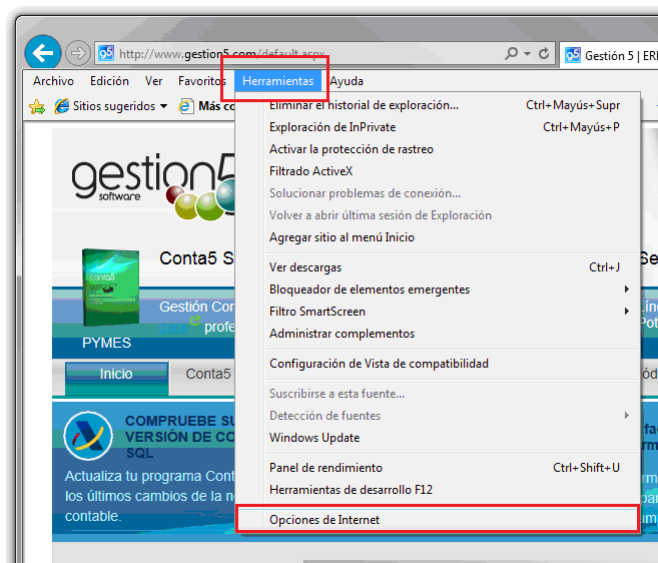 http://www.gestion5.com/default.aspx
g5 Gestión 5 | ER
Archivo Edición Ver Favoritos Herramientas Ayuda
Sitios sugeridos Más
Eliminar el historial de exploración... Ctrl+Mayús+Supr
Exploración de InPrivate Ctrl+Mayús+P
Activar la protección de rastreo
Filtrado ActiveX
Solucionar problemas de conexión...
Volver a abrir última sesión de Exploración
Agregar sitio al menú Inicio
Ver descargas Ctrl+J
Bloqueador de elementos emergentes
Filtro SmartScreen
Administrar complementos
Configuración de Vista de compatibilidad
Suscribirse a esta fuente...
Detección de fuentes
Windows Update
Panel de rendimiento Ctrl+Shift+U
Herramientas de desarrollo F12
Opciones de Internet
gestion5
software
Conta5 S
conta5
Gestión Cor
profe
PYMES
Inicio Conta5
COMPRUEBE SU
VERSIÓN DE CO
SQL
Actualiza tu programa Cont
los últimos cambios de la n
contable.